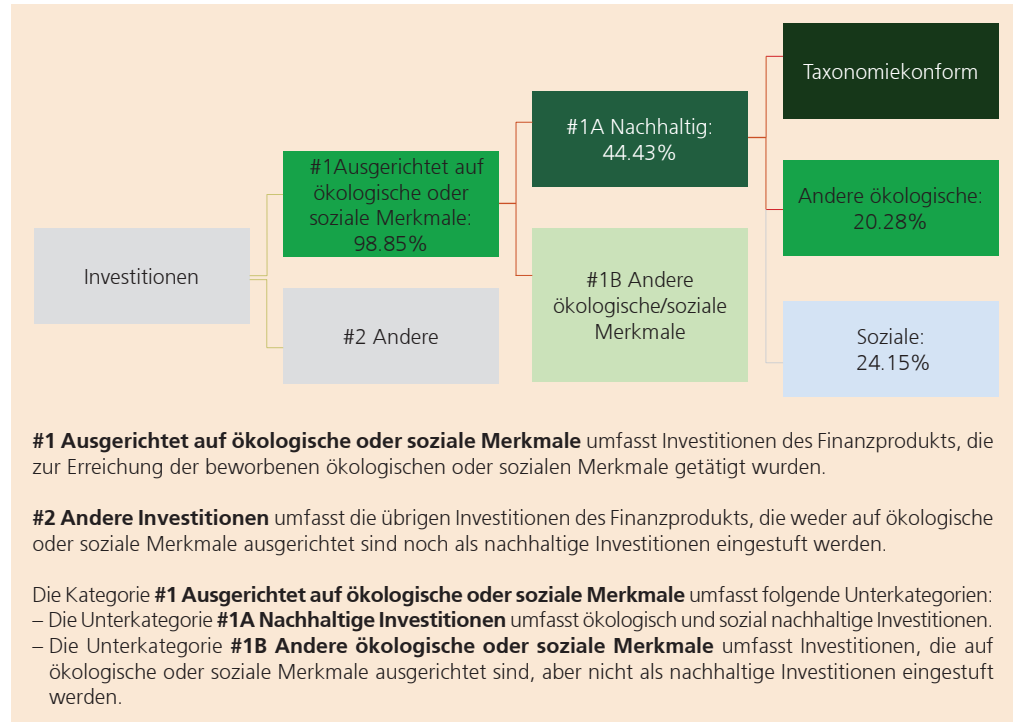 Taxonomiekonform
#1A Nachhaltig:
44.43%
#1Ausgerichtet auf
ökologische oder
soziale Merkmale:
98.85%
Andere ökologische:
20.28%
Investitionen
#1B Andere
ökologische/soziale
Merkmale
#2 Andere
Soziale:
24.15%
#1 Ausgerichtet auf ökologische oder soziale Merkmale umfasst Investitionen des Finanzprodukts, die
zur Erreichung der beworbenen ökologischen oder sozialen Merkmale getätigt wurden.
#2 Andere Investitionen umfasst die übrigen Investitionen des Finanzprodukts, die weder auf ökologische
oder soziale Merkmale ausgerichtet sind noch als nachhaltige Investitionen eingestuft werden.
Die Kategorie #1 Ausgerichtet auf ökologische oder soziale Merkmale umfasst folgende Unterkategorien:
– Die Unterkategorie #1A Nachhaltige Investitionen umfasst ökologisch und sozial nachhaltige Investitionen.
– Die Unterkategorie #1B Andere ökologische oder soziale Merkmale umfasst Investitionen, die auf
ökologische oder soziale Merkmale ausgerichtet sind, aber nicht als nachhaltige Investitionen eingestuft
werden.